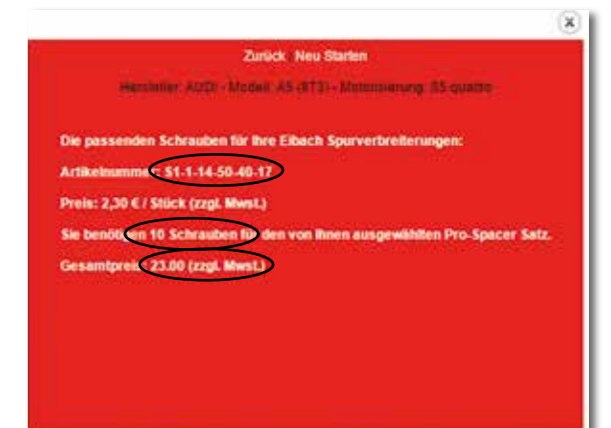 Zurück Neu Starten
Hersteller: AUDI - Modell: A5 (8T3) - Motorisierung: S5 quattro
Die passenden Schrauben für Ihre Eibach Spurverbreiterungen:
Artikelnummer: S1-1-14-50-40-17
Preis: 2,30 € / Stück (zzgl. Mwst.)
Sie benötigen 10 Schrauben für den von Ihnen ausgewählten Pro-Spacer Satz.
Gesamtpreis: 23.00 (zzgl. Mwst.)